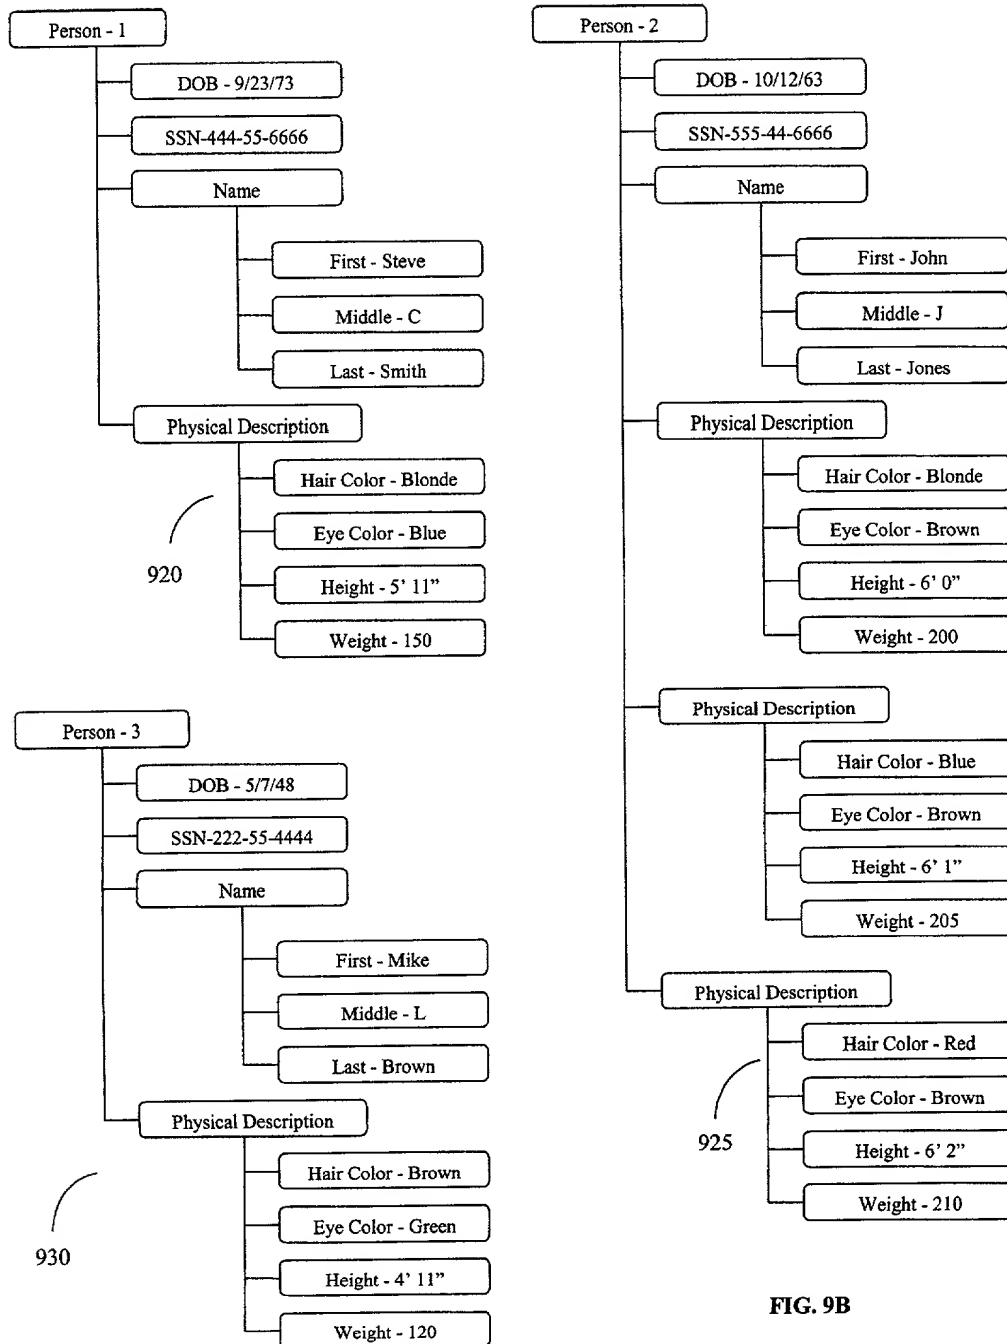 Person - 1
DOB - 9/23/73
SSN-444-55-6666
Name
First - Steve
Middle - C
Last - Smith
Physical Description
Hair Color - Blonde
Eye Color - Blue
Height - 5' 11”
Weight - 150
920
Person - 2
DOB - 10/12/63
SSN-555-44-6666
Name
First - John
Middle - J
Last - Jones
Physical Description
Hair Color - Blonde
Eye Color - Brown
Height - 6' 0”
Weight - 200
Physical Description
Hair Color - Blue
Eye Color - Brown
Height - 6' 1”
Weight - 205
Physical Description
Hair Color - Red
Eye Color - Brown
Height - 6' 2”
Weight - 210
925
Person - 3
DOB - 5/7/48
SSN-222-55-4444
Name
First - Mike
Middle - L
Last - Brown
Physical Description
Hair Color - Brown
Eye Color - Green
Height - 4' 11”
Weight - 120
930
FIG. 9B